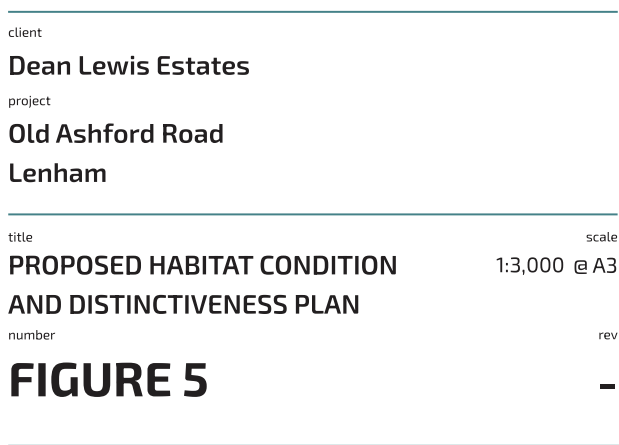 client
Dean Lewis Estates
project
Old Ashford Road
Lenham
title
scale
PROPOSED HABITAT CONDITION
1:3,000 @ A3
AND DISTINCTIVENESS PLAN
number
rev
FIGURE 5
-